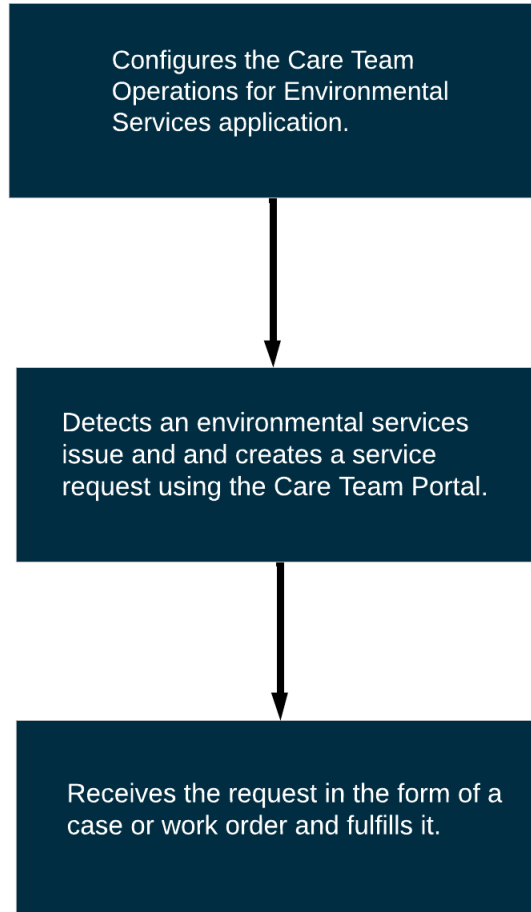 Configures the Care Team
Operations for Environmental
Services application.
Detects an environmental services
issue and and creates a service
request using the Care Team Portal.
Receives the request in the form of a
case or work order and fulfills it.